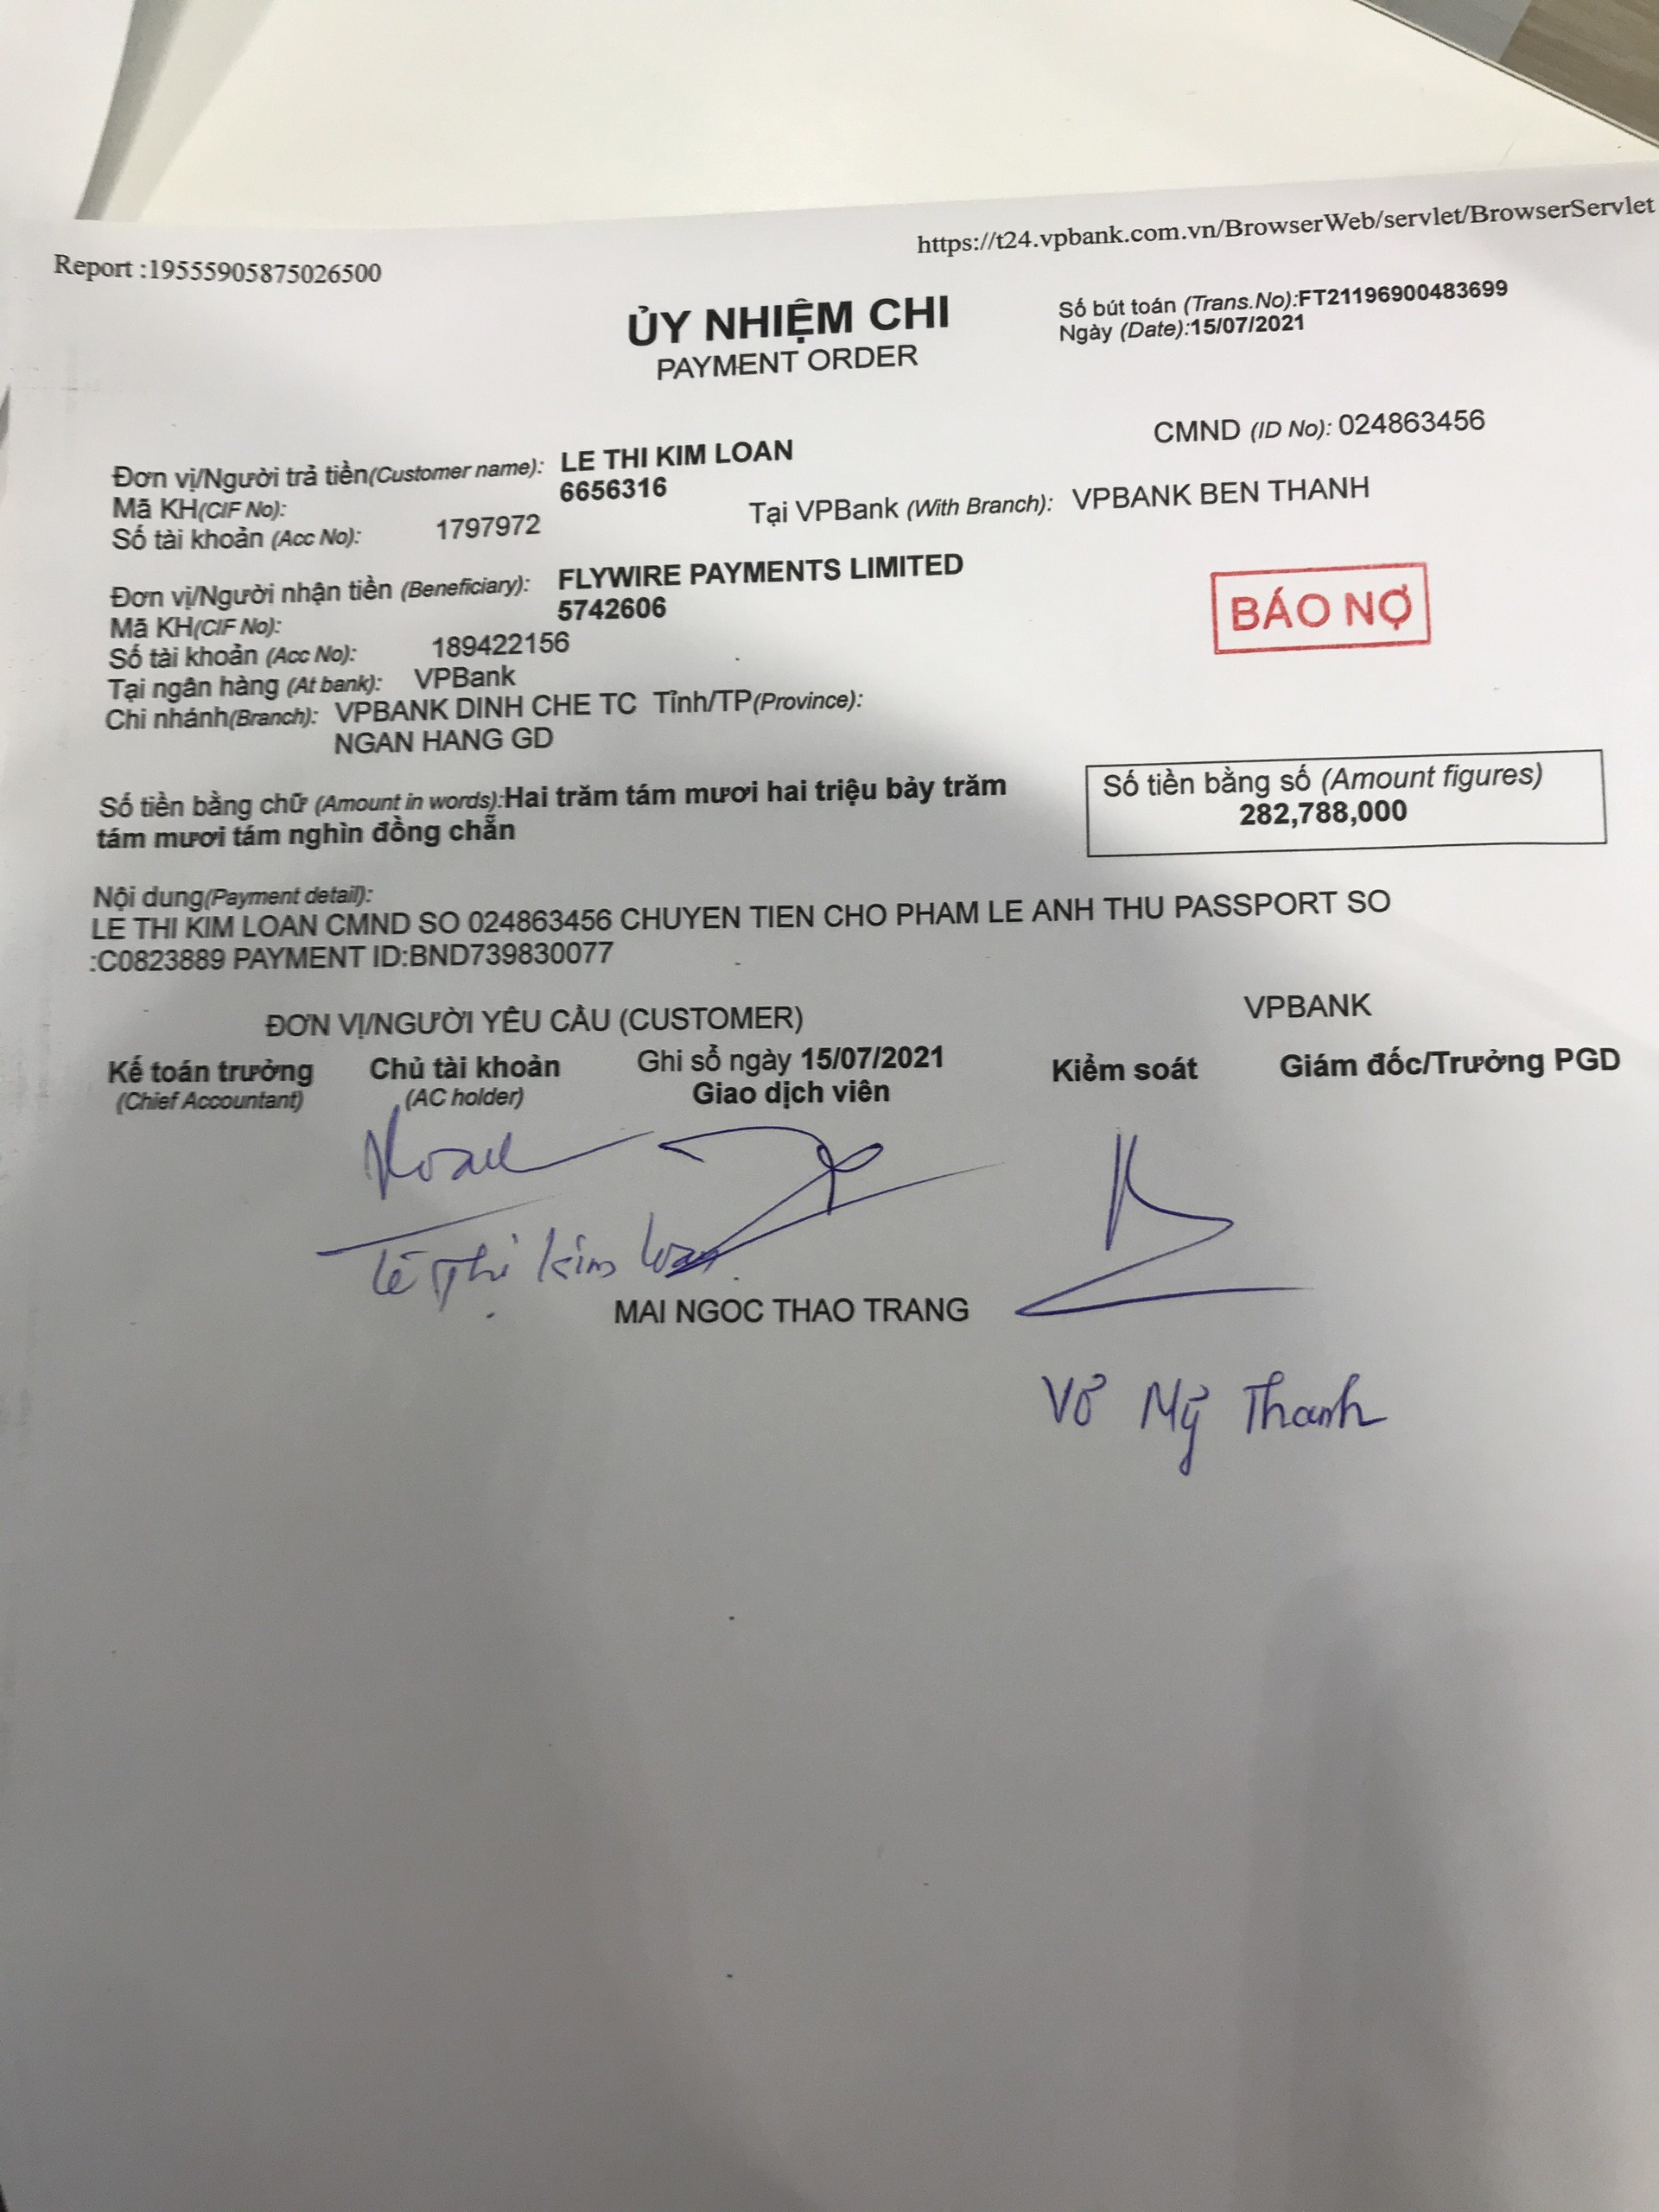 Report :19555905875026500
https://t24.vpbank.com.vn/BrowserWeb/servlet/BrowserServlet
ỦY NHIỆM CHI
PAYMENT ORDER
Số bút toán (Trans.No):FT21196900483699
Ngày (Date):15/07/2021
CMND (ID No): 024863456
Đơn vị/Người trả tiền(Customer name): LE THI KIM LOAN
Mã KH(CIF No): 6656316
Số tài khoản (Acc No): 1797972 Tại VPBank (With Branch): VPBANK BEN THANH
Đơn vị/Người nhận tiền (Beneficiary): FLYWIRE PAYMENTS LIMITED
Mã KH(CIF No): 5742606
BÁO NỢ
Số tài khoản (Acc No): 189422156
Tại ngân hàng (At bank): VPBank
Chi nhánh(Branch): VPBANK DINH CHE TC Tỉnh/TP(Province):
NGAN HANG GD
Số tiền bằng chữ (Amount in words):Hai trăm tám mươi hai triệu bảy trăm
tám mươi tám nghìn đồng chẵn
Số tiền bằng số (Amount figures)
282,788,000
Nội dung(Payment detail):
LE THI KIM LOAN CMND SO 024863456 CHUYEN TIEN CHO PHAM LE ANH THU PASSPORT SO
:C0823889 PAYMENT ID:BND739830077
ĐƠN VỊ/NGƯỜI YÊU CẦU (CUSTOMER) VPBANK
Kế toán trưởng Chủ tài khoản Ghi sổ ngày 15/07/2021 Kiểm soát Giám đốc/Trưởng PGD
(Chief Accountant) (AC holder) Giao dịch viên
Loan
Lê Thị Kim Loan
MAI NGOC THAO TRANG
Võ Mỹ Thanh